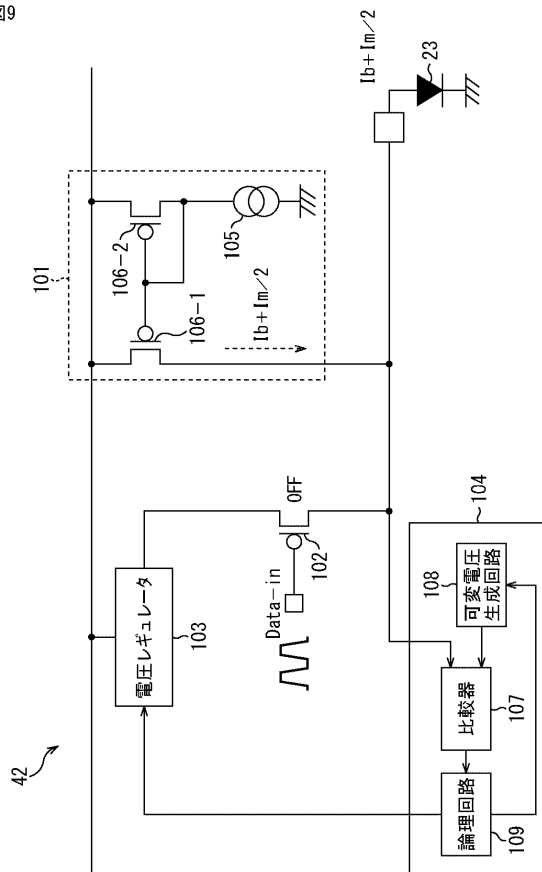 図9
42
101
106-2
106-1
105
Ib+Im/2
Ib+Im/2
23
電圧レギュレータ
103
Data-in
OFF
102
104
可変電圧
生成回路
108
比較器
107
論理回路
109